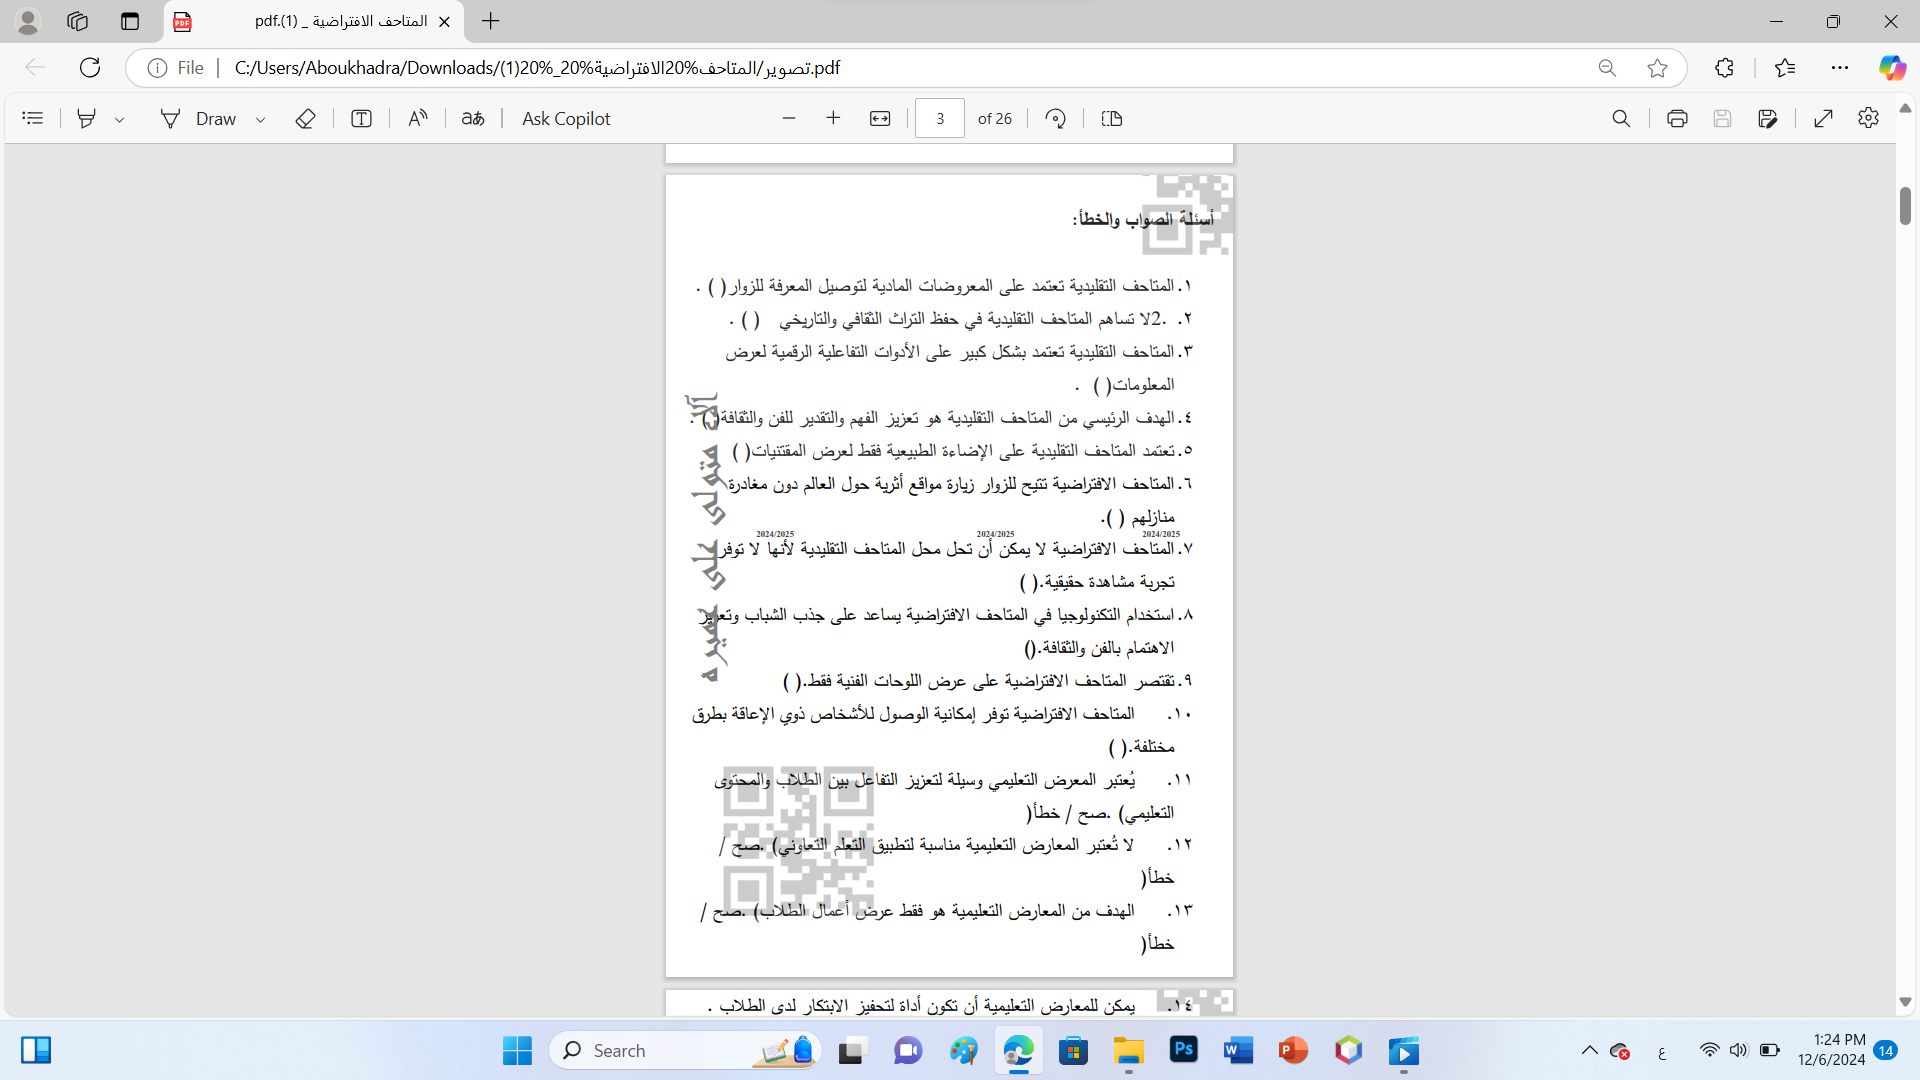 المتاحف الافتراضية _ (1).pdf
File
C:/Users/Aboukhadra/Downloads/تصوير/المتاحف%20الافتراضية%20_%20(1).pdf
Draw
aあ
Ask Copilot
3 of 26
أسئلة الصواب والخطأ:
١. المتاحف التقليدية تعتمد على المعروضات المادية لتوصيل المعرفة للزوار( ) .
٢. .2لا تساهم المتاحف التقليدية في حفظ التراث الثقافي والتاريخي ( ) .
٣. المتاحف التقليدية تعتمد بشكل كبير على الأدوات التفاعلية الرقمية لعرض
المعلومات( ) .
٤. الهدف الرئيسي من المتاحف التقليدية هو تعزيز الفهم والتقدير للفن والثقافة( ) .
٥. تعتمد المتاحف التقليدية على الإضاءة الطبيعية فقط لعرض المقتنيات( )
٦. المتاحف الافتراضية تتيح للزوار زيارة مواقع أثرية حول العالم دون مغادرة
منازلهم ( ).
2024/2025 2024/2025 2024/2025
٧. المتاحف الافتراضية لا يمكن أن تحل محل المتاحف التقليدية لأنها لا توفر
تجربة مشاهدة حقيقية.( )
٨. استخدام التكنولوجيا في المتاحف الافتراضية يساعد على جذب الشباب وتعزيز
الاهتمام بالفن والثقافة.()
٩. تقتصر المتاحف الافتراضية على عرض اللوحات الفنية فقط.( )
١٠. المتاحف الافتراضية توفر إمكانية الوصول للأشخاص ذوي الإعاقة بطرق
مختلفة.( )
١١. يُعتبر المعرض التعليمي وسيلة لتعزيز التفاعل بين الطلاب والمحتوى
التعليمي) .صح / خطأ(
١٢. لا تُعتبر المعارض التعليمية مناسبة لتطبيق التعلم التعاوني) .صح /
خطأ(
١٣. الهدف من المعارض التعليمية هو فقط عرض أعمال الطلاب) .صح /
خطأ(
١٤. يمكن للمعارض التعليمية أن تكون أداة لتحفيز الابتكار لدى الطلاب .
Search
ع
1:24 PM
12/6/2024
14